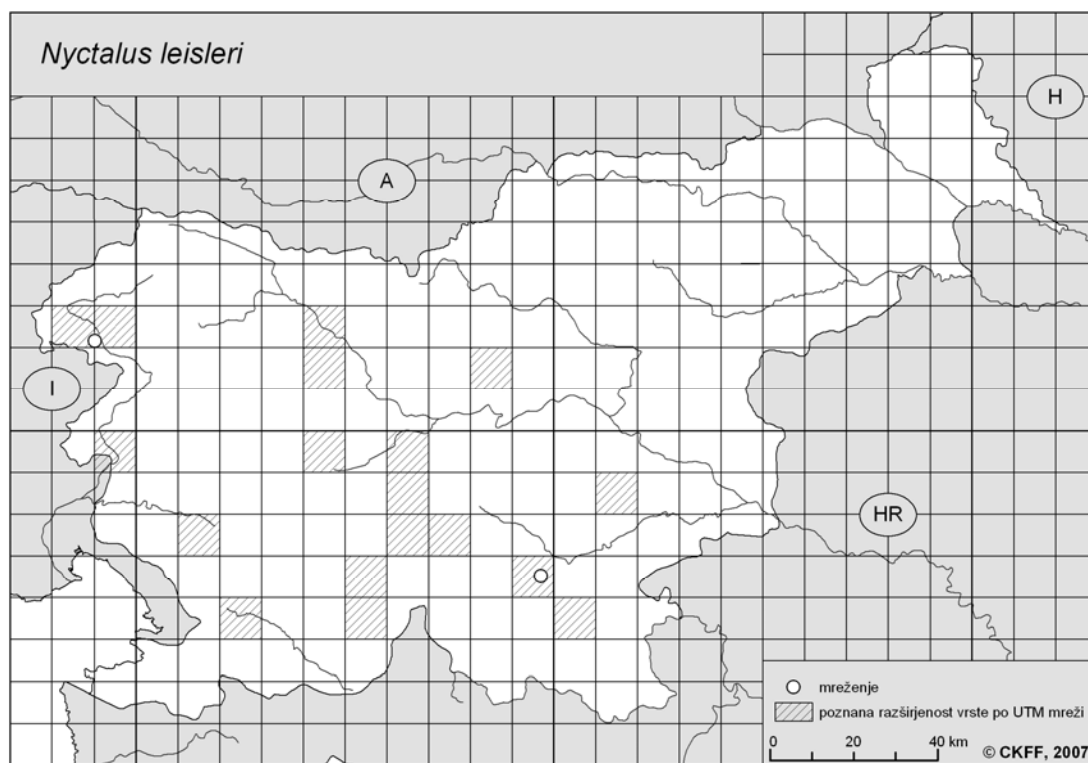 Nyctalus leisleri
H
A
I
HR
mreženje
poznana razširjenost vrste po UTM mreži
0 20 40 km
© CKFF, 2007